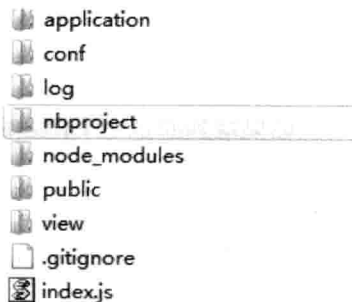 application
conf
log
nbproject
node_modules
public
view
.gitignore
index.js